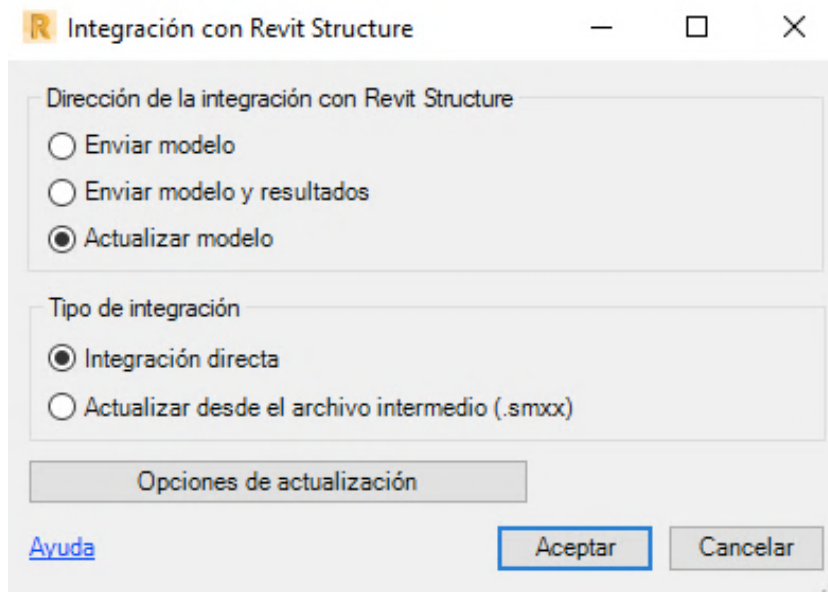 R Integración con Revit Structure
Dirección de la integración con Revit Structure
Enviar modelo
Enviar modelo y resultados
Actualizar modelo
Tipo de integración
Integración directa
Actualizar desde el archivo intermedio (.smxx)
Opciones de actualización
Ayuda Aceptar Cancelar